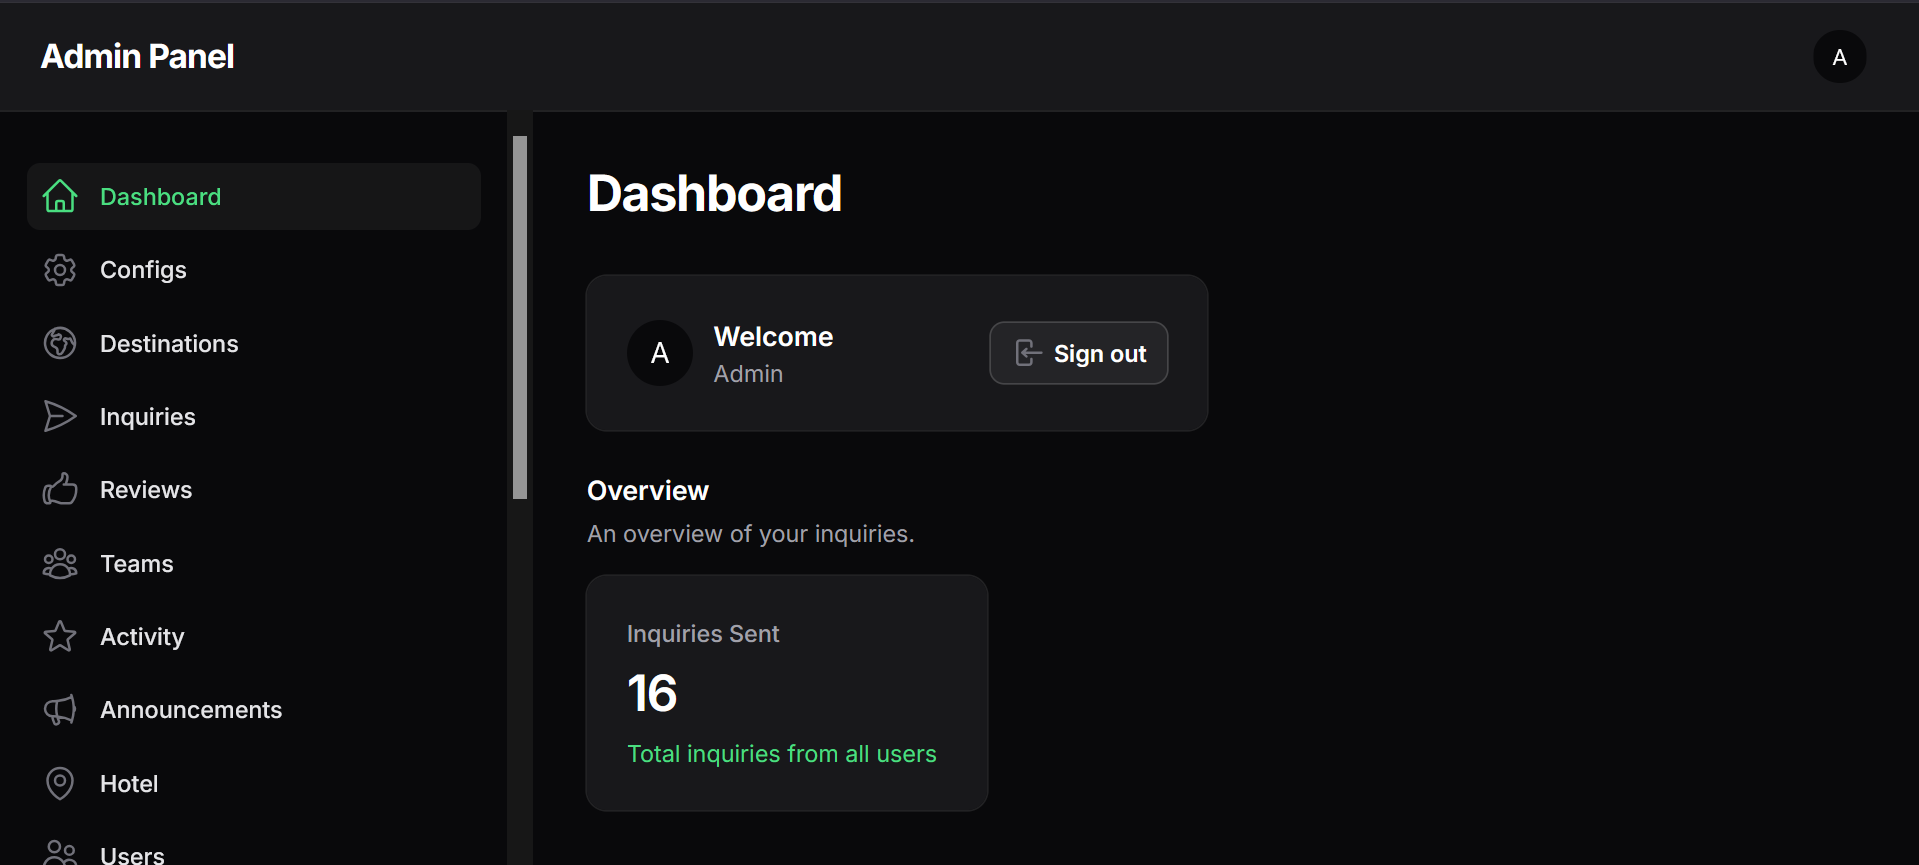 Admin Panel
A
Dashboard
Configs
Destinations
Inquiries
Reviews
Teams
Activity
Announcements
Hotel
Users
Dashboard
A
Welcome
Admin
Sign out
Overview
An overview of your inquiries.
Inquiries Sent
16
Total inquiries from all users